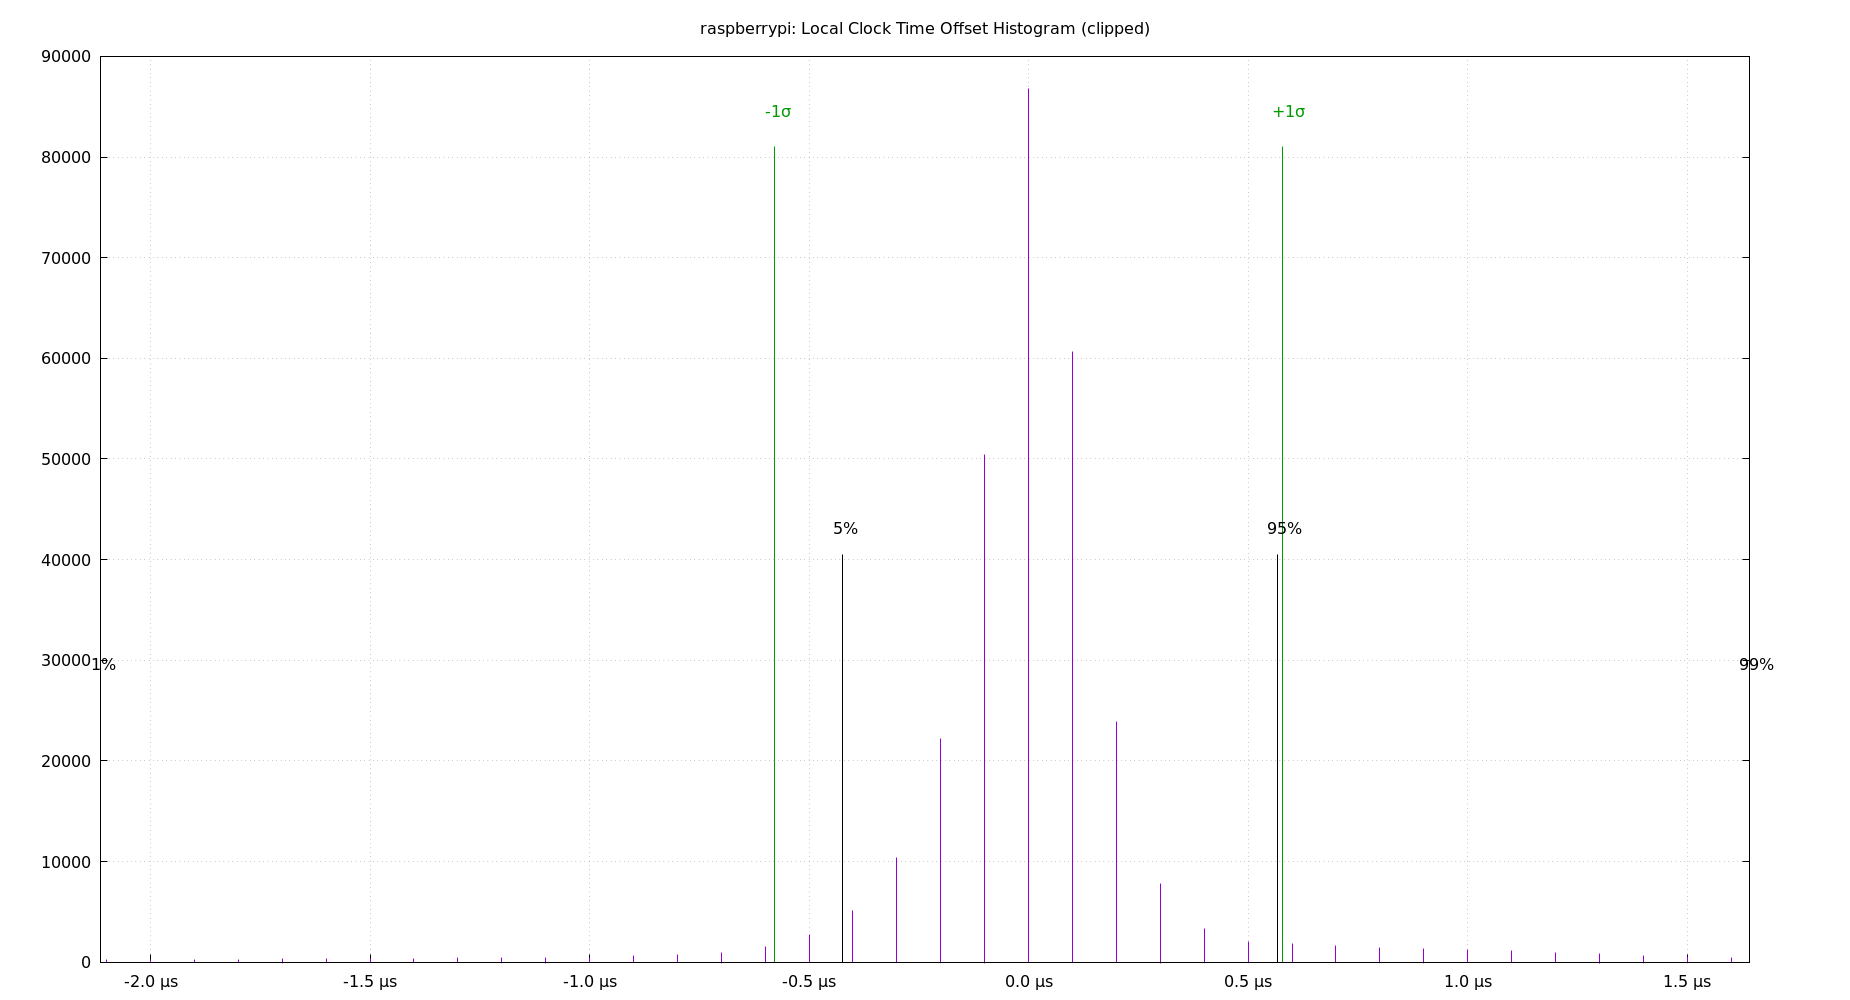 raspberrypi: Local Clock Time Offset Histogram (clipped)
90000
-1σ +1σ
80000
70000
60000
50000
5% 95%
40000
30000 1% 99%
20000
10000
0
-2.0 μs -1.5 μs -1.0 μs -0.5 μs 0.0 μs 0.5 μs 1.0 μs 1.5 μs